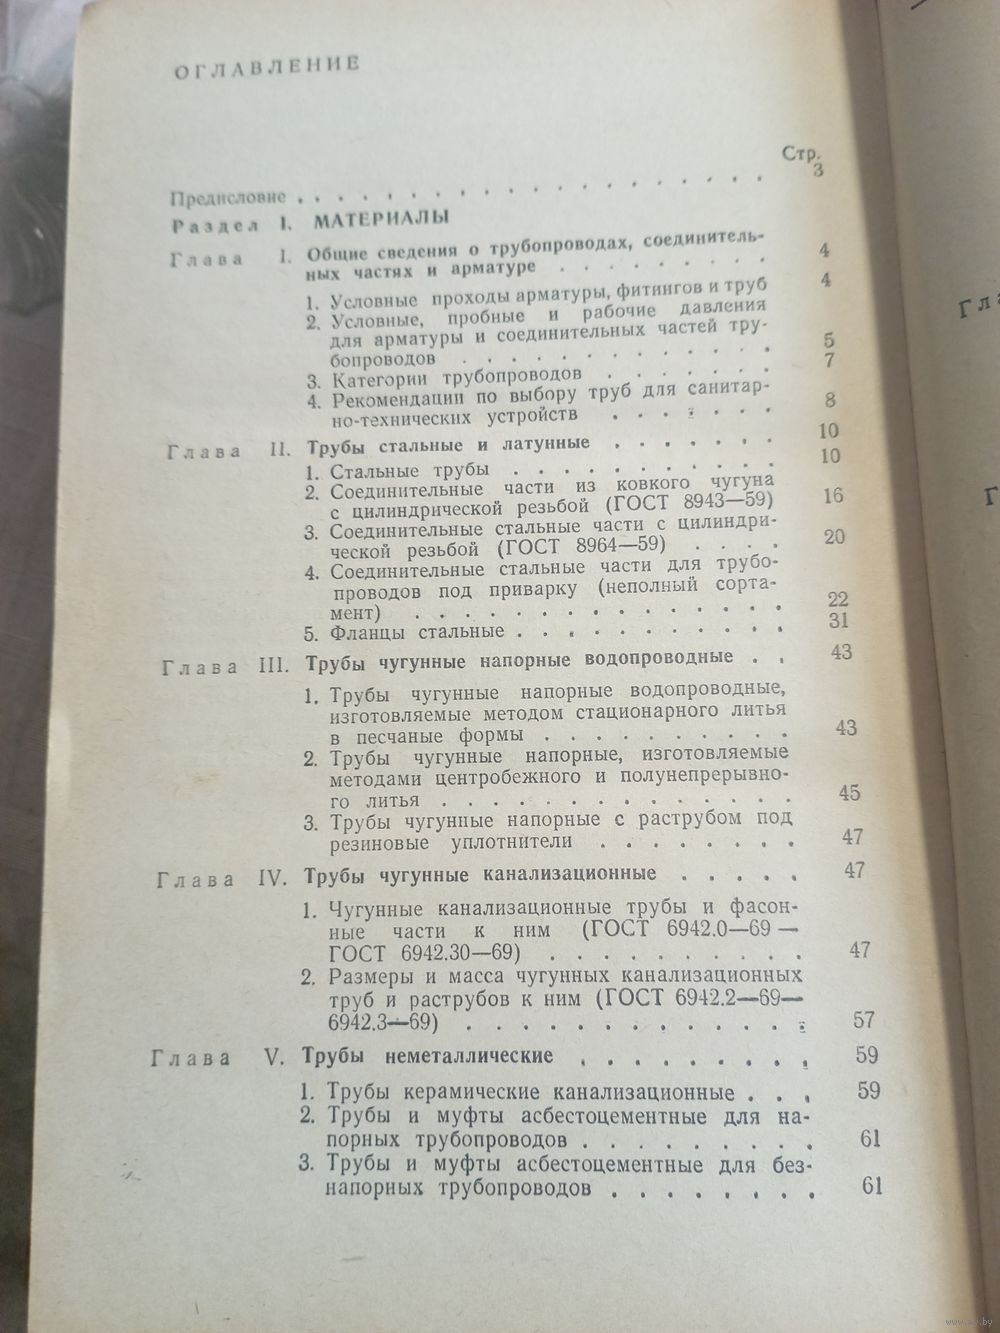 ОГЛАВЛЕНИЕ
Стр.
Предисловие . . . . . . . . . . . . . . . . . . . 3
Раздел I. МАТЕРИАЛЫ
Глава I. Общие сведения о трубопроводах, соединитель-
ных частях и арматуре . . . . . . . . . 4
1. Условные проходы арматуры, фитингов и труб 4
2. Условные, пробные и рабочие давления
для арматуры и соединительных частей тру-
бопроводов . . . . . . . . . . . . . 5
3. Категории трубопроводов . . . . . . . 7
4. Рекомендации по выбору труб для санитар-
но-технических устройств . . . . . . . 8
Глава II. Трубы стальные и латунные . . . . . . . 10
1. Стальные трубы . . . . . . . . . . . 10
2. Соединительные части из ковкого чугуна
с цилиндрической резьбой (ГОСТ 8943—59) 16
3. Соединительные стальные части с цилиндри-
ческой резьбой (ГОСТ 8964—59) . . . . 20
4. Соединительные стальные части для трубо-
проводов под приварку (неполный сорта-
мент) . . . . . . . . . . . . . . . 22
5. Фланцы стальные . . . . . . . . . . . 31
Глава III. Трубы чугунные напорные водопроводные . . 43
1. Трубы чугунные напорные водопроводные,
изготовляемые методом стационарного литья
в песчаные формы . . . . . . . . . . 43
2. Трубы чугунные напорные, изготовляемые
методами центробежного и полунепрерывно-
го литья . . . . . . . . . . . . . . 45
3. Трубы чугунные напорные с раструбом под
резиновые уплотнители . . . . . . . . 47
Глава IV. Трубы чугунные канализационные . . . . . 47
1. Чугунные канализационные трубы и фасон-
ные части к ним (ГОСТ 6942.0—69 —
ГОСТ 6942.30—69) . . . . . . . . . . 47
2. Размеры и масса чугунных канализационных
труб и раструбов к ним (ГОСТ 6942.2—69—
6942.3—69) . . . . . . . . . . . . . 57
Глава V. Трубы неметаллические . . . . . . . . . 59
1. Трубы керамические канализационные . . . 59
2. Трубы и муфты асбестоцементные для на-
порных трубопроводов . . . . . . . . . 61
3. Трубы и муфты асбестоцементные для без-
напорных трубопроводов . . . . . . . . 61